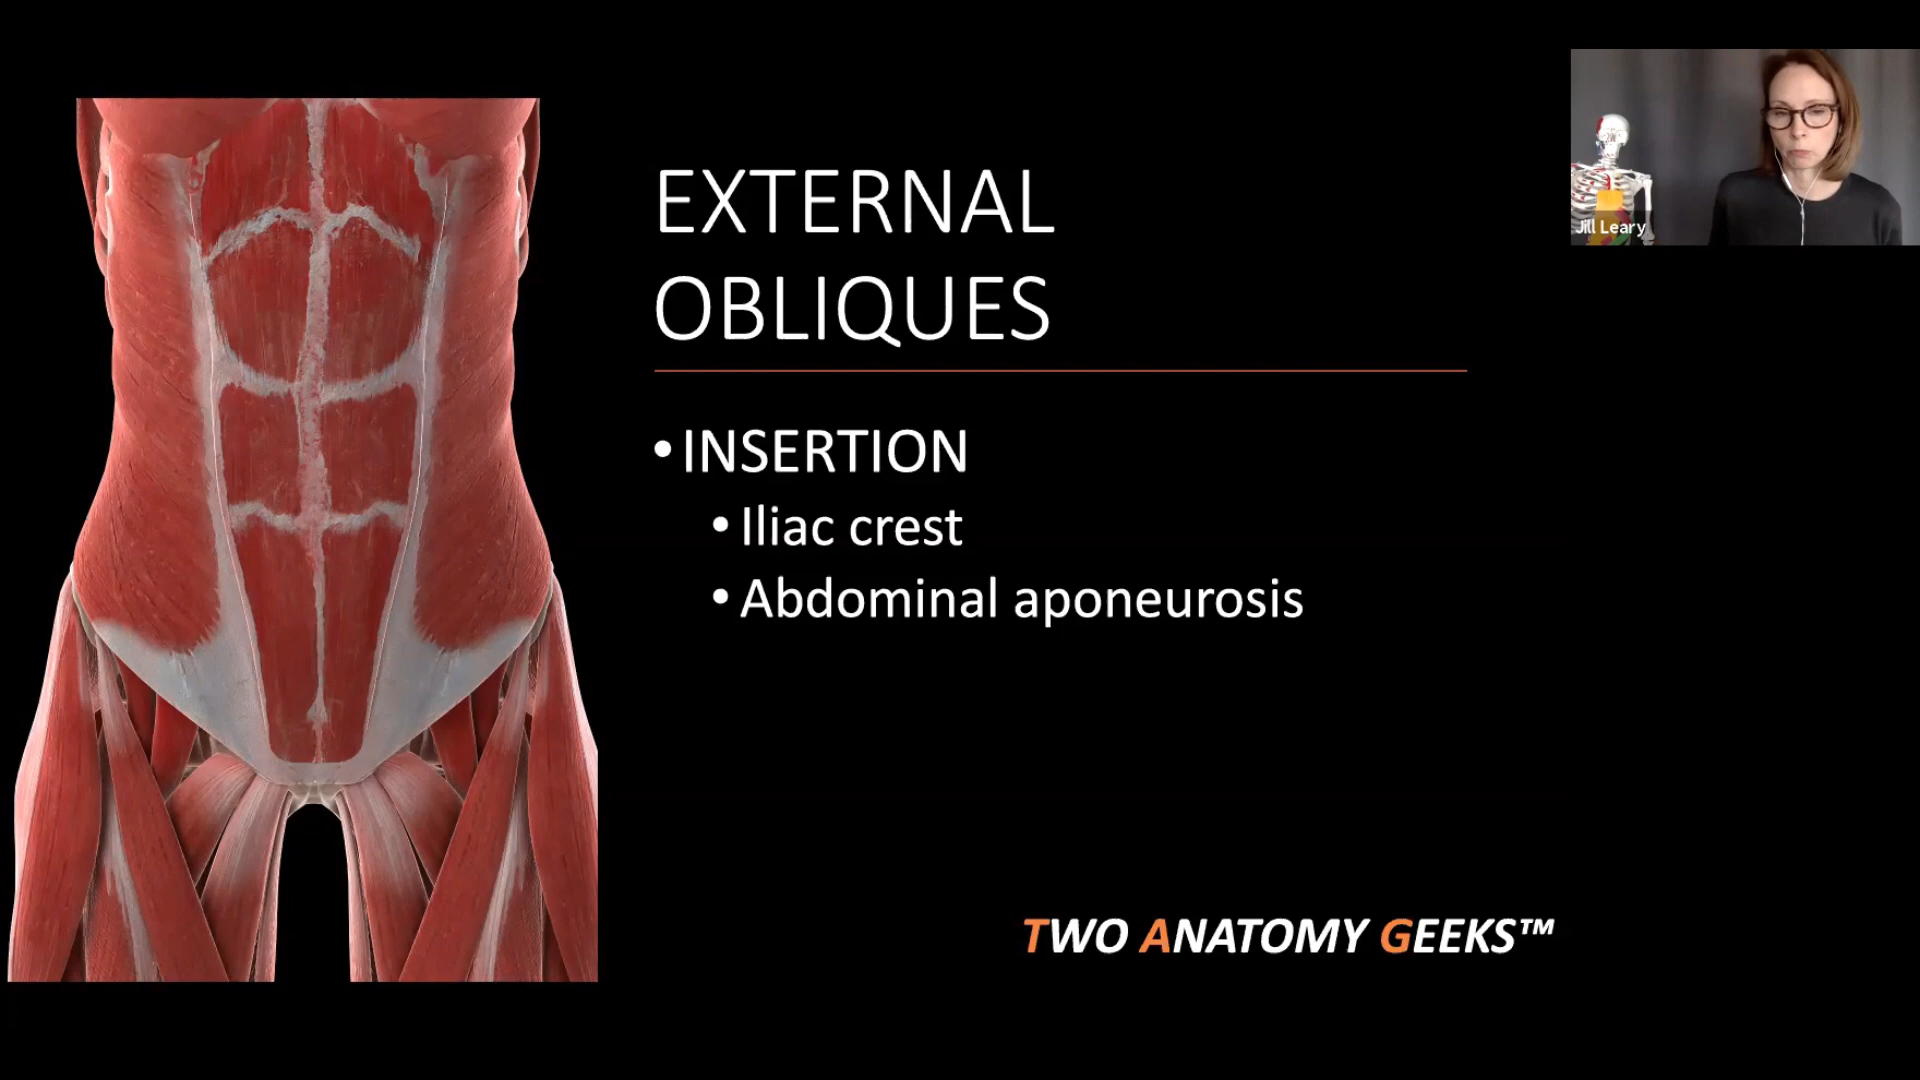 EXTERNAL
OBLIQUES
• INSERTION
• Iliac crest
• Abdominal aponeurosis
TWO ANATOMY GEEKS™
Jill Leary